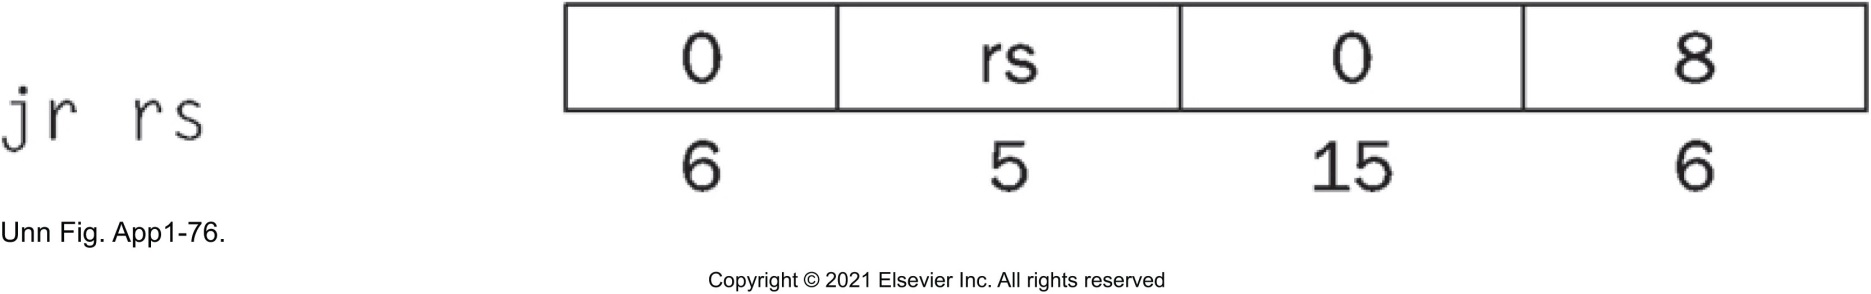 0 rs 0 8
jr rs
6 5 15 6
Unn Fig. App1-76.
Copyright © 2021 Elsevier Inc. All rights reserved